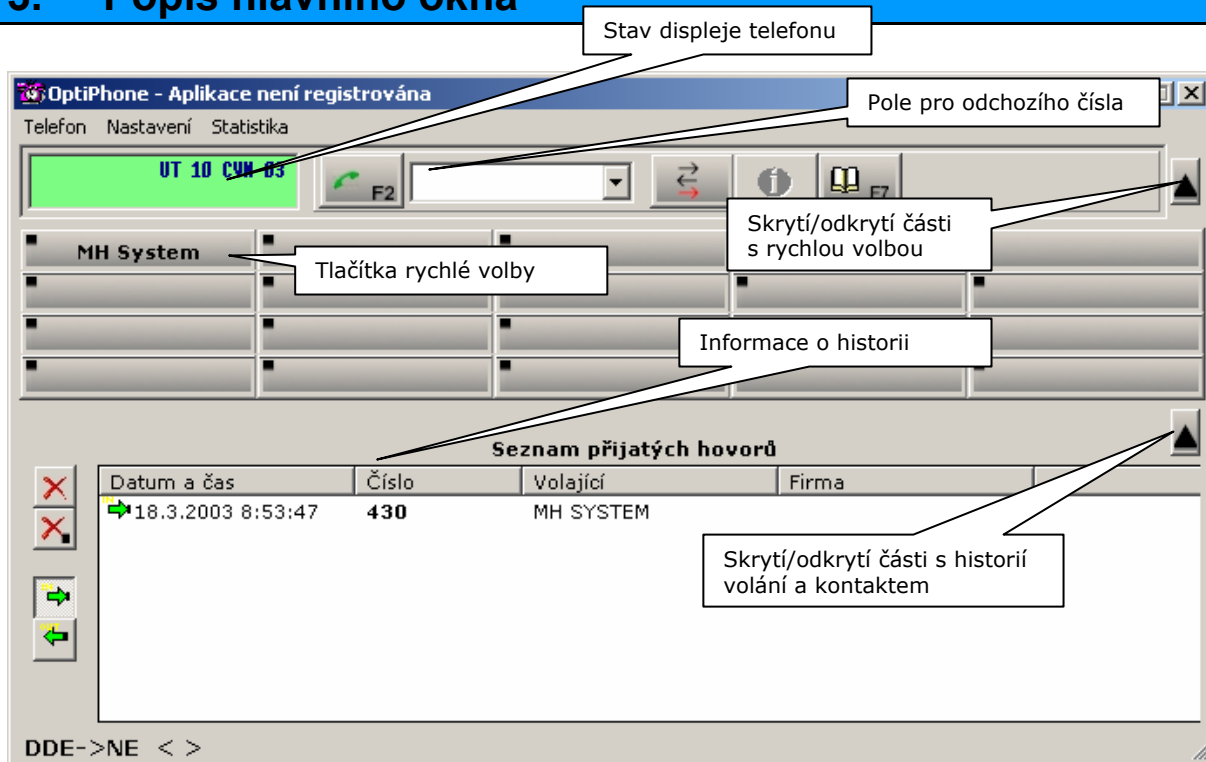 Popis hlavního okna
Stav displeje telefonu
OptiPhone - Aplikace není registrována
Pole pro odchozího čísla
Telefon Nastavení Statistika
UT 10 03
F2
F7
Skrytí/odkrytí části
s rychlou volbou
MH System
Tlačítka rychlé volby
Informace o historii
Seznam přijatých hovorů
Datum a čas Číslo Volající Firma
18.3.2003 8:53:47 430 MH SYSTEM
Skrytí/odkrytí části s historií
volání a kontaktem
DDE->NE < >